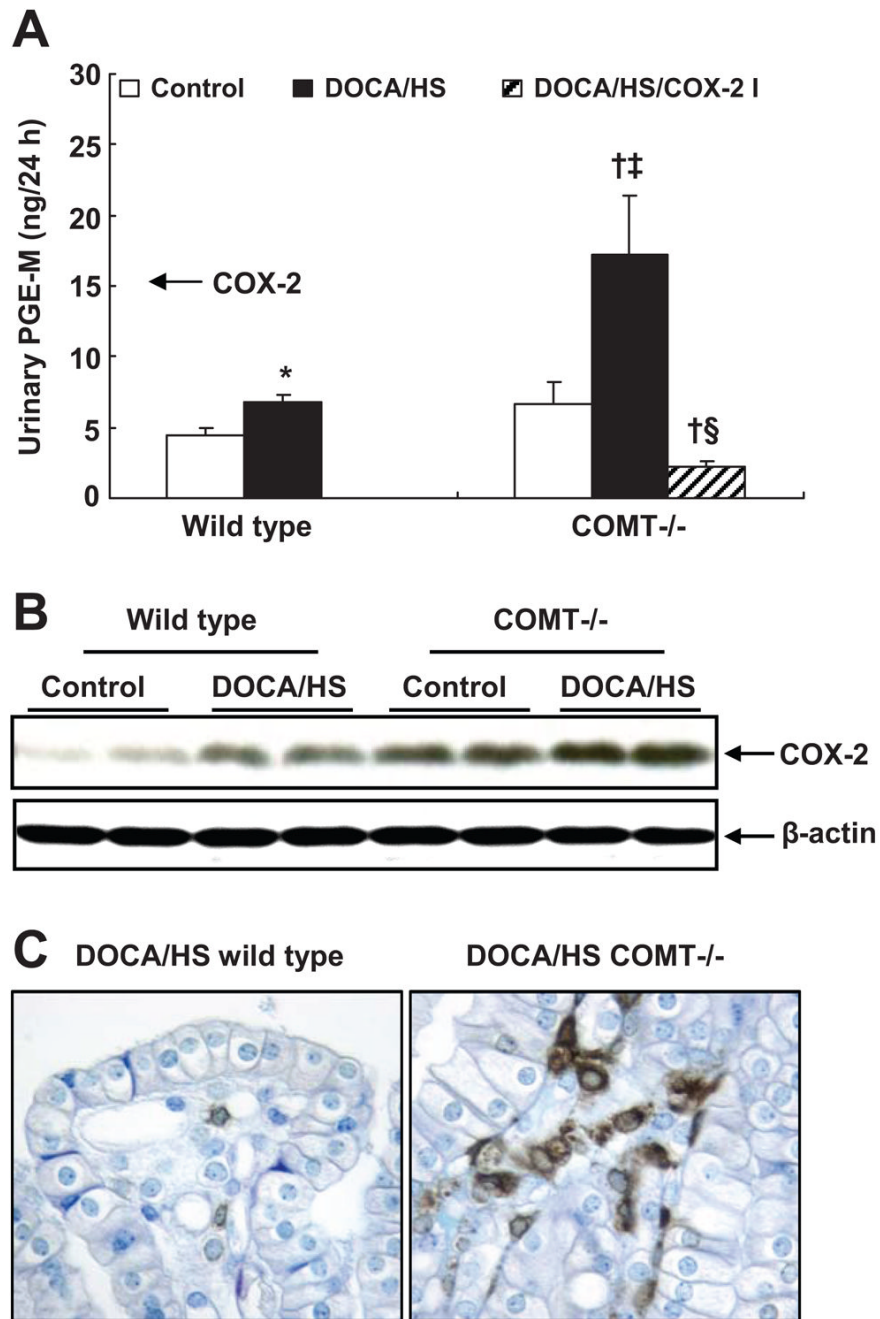 A
30
Control DOCA/HS DOCA/HS/COX-2 I
25
20
15
10
5
0
Urinary PGE-M (ng/24 h)
COX-2
*
†‡
†§
Wild type COMT-/-
B
Wild type COMT-/-
Control DOCA/HS Control DOCA/HS
COX-2
β-actin
C DOCA/HS wild type DOCA/HS COMT-/-